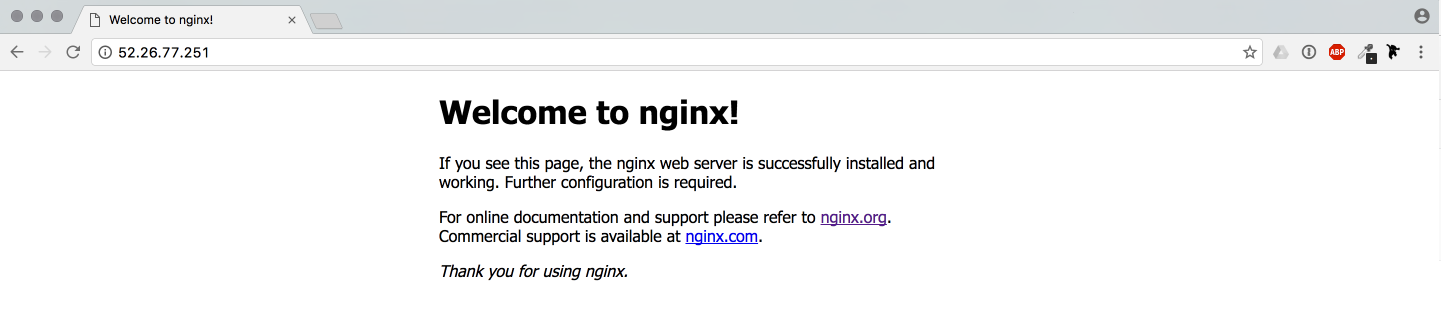 Welcome to nginx!
52.26.77.251
ABP
Welcome to nginx!
If you see this page, the nginx web server is successfully installed and
working. Further configuration is required.
For online documentation and support please refer to nginx.org.
Commercial support is available at nginx.com.
Thank you for using nginx.